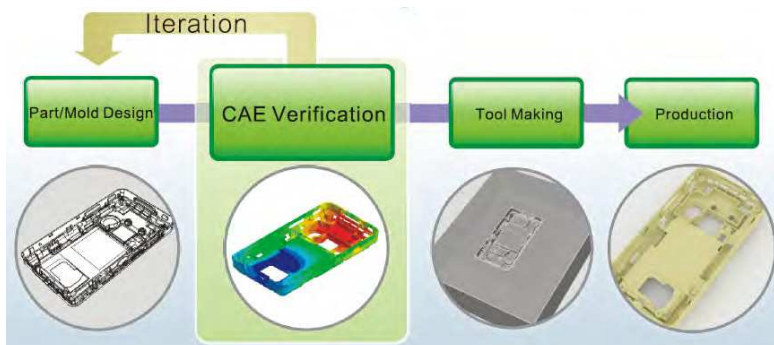 Iteration
Part/Mold Design
CAE Verification
Tool Making
Production